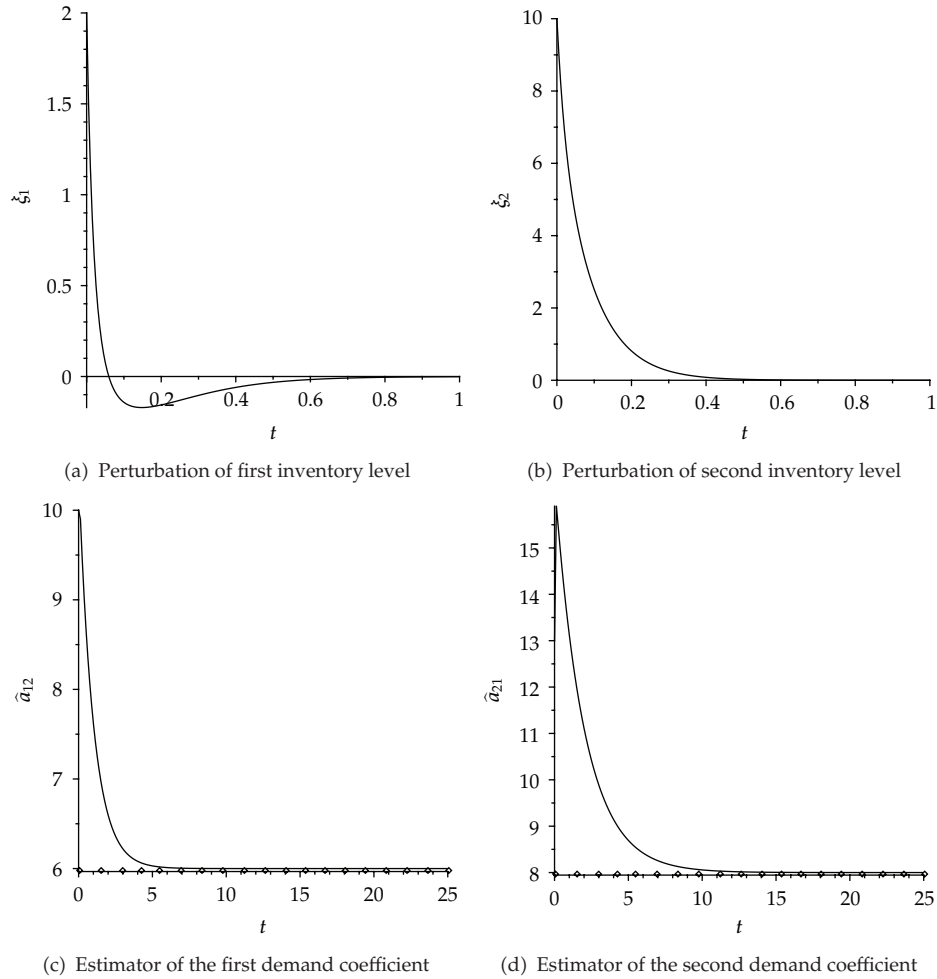 2
1.5
1
0.5
0
ξ1
0.2 0.4 0.6 0.8 1
t
(a) Perturbation of first inventory level
10
8
6
4
2
0
ξ2
0 0.2 0.4 0.6 0.8 1
t
(b) Perturbation of second inventory level
10
9
8
7
6
â12
0 5 10 15 20 25
t
(c) Estimator of the first demand coefficient
15
14
13
12
11
10
9
8
â21
0 5 10 15 20 25
t
(d) Estimator of the second demand coefficient